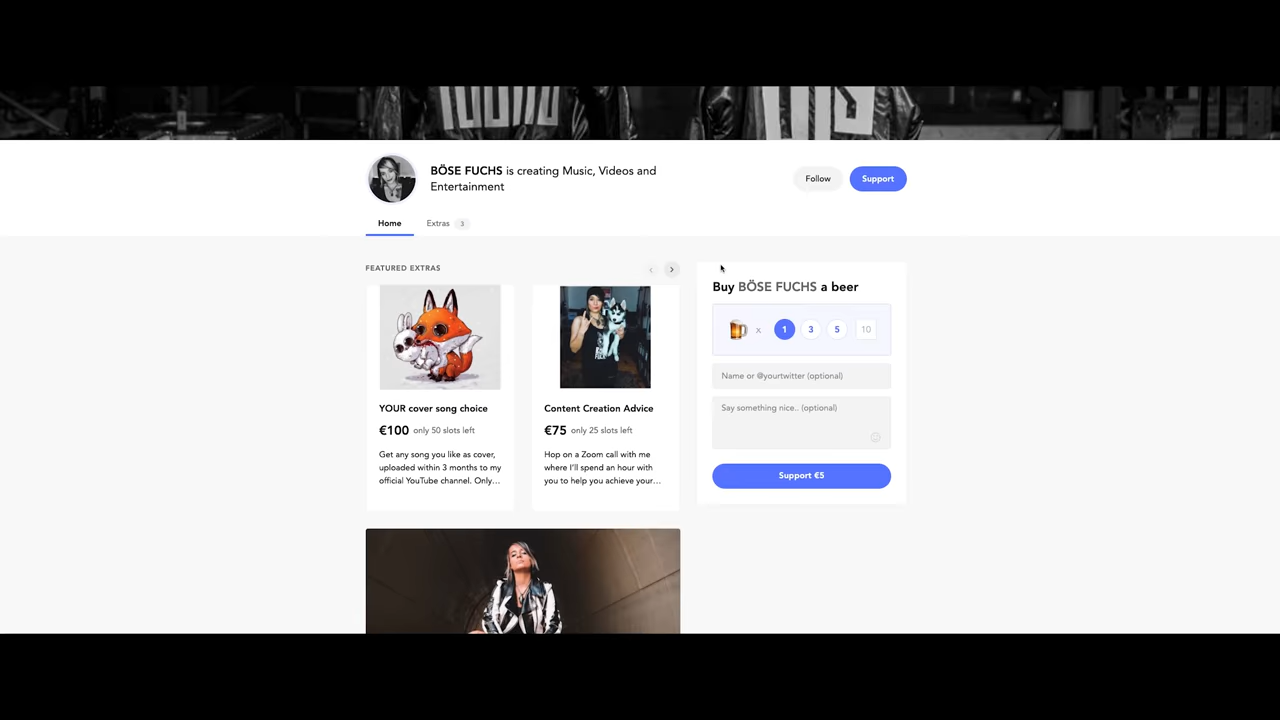 BÖSE FUCHS is creating Music, Videos and
Entertainment
Follow
Support
Home
Extras 3
FEATURED EXTRAS
YOUR cover song choice
€100 only 50 slots left
Get any song you like as cover,
uploaded within 3 months to my
official YouTube channel. Only...
Content Creation Advice
€75 only 25 slots left
Hop on a Zoom call with me
where I'll spend an hour with
you to help you achieve your...
Buy BÖSE FUCHS a beer
x 1 3 5 10
Name or @yourtwitter (optional)
Say something nice.. (optional)
Support €5